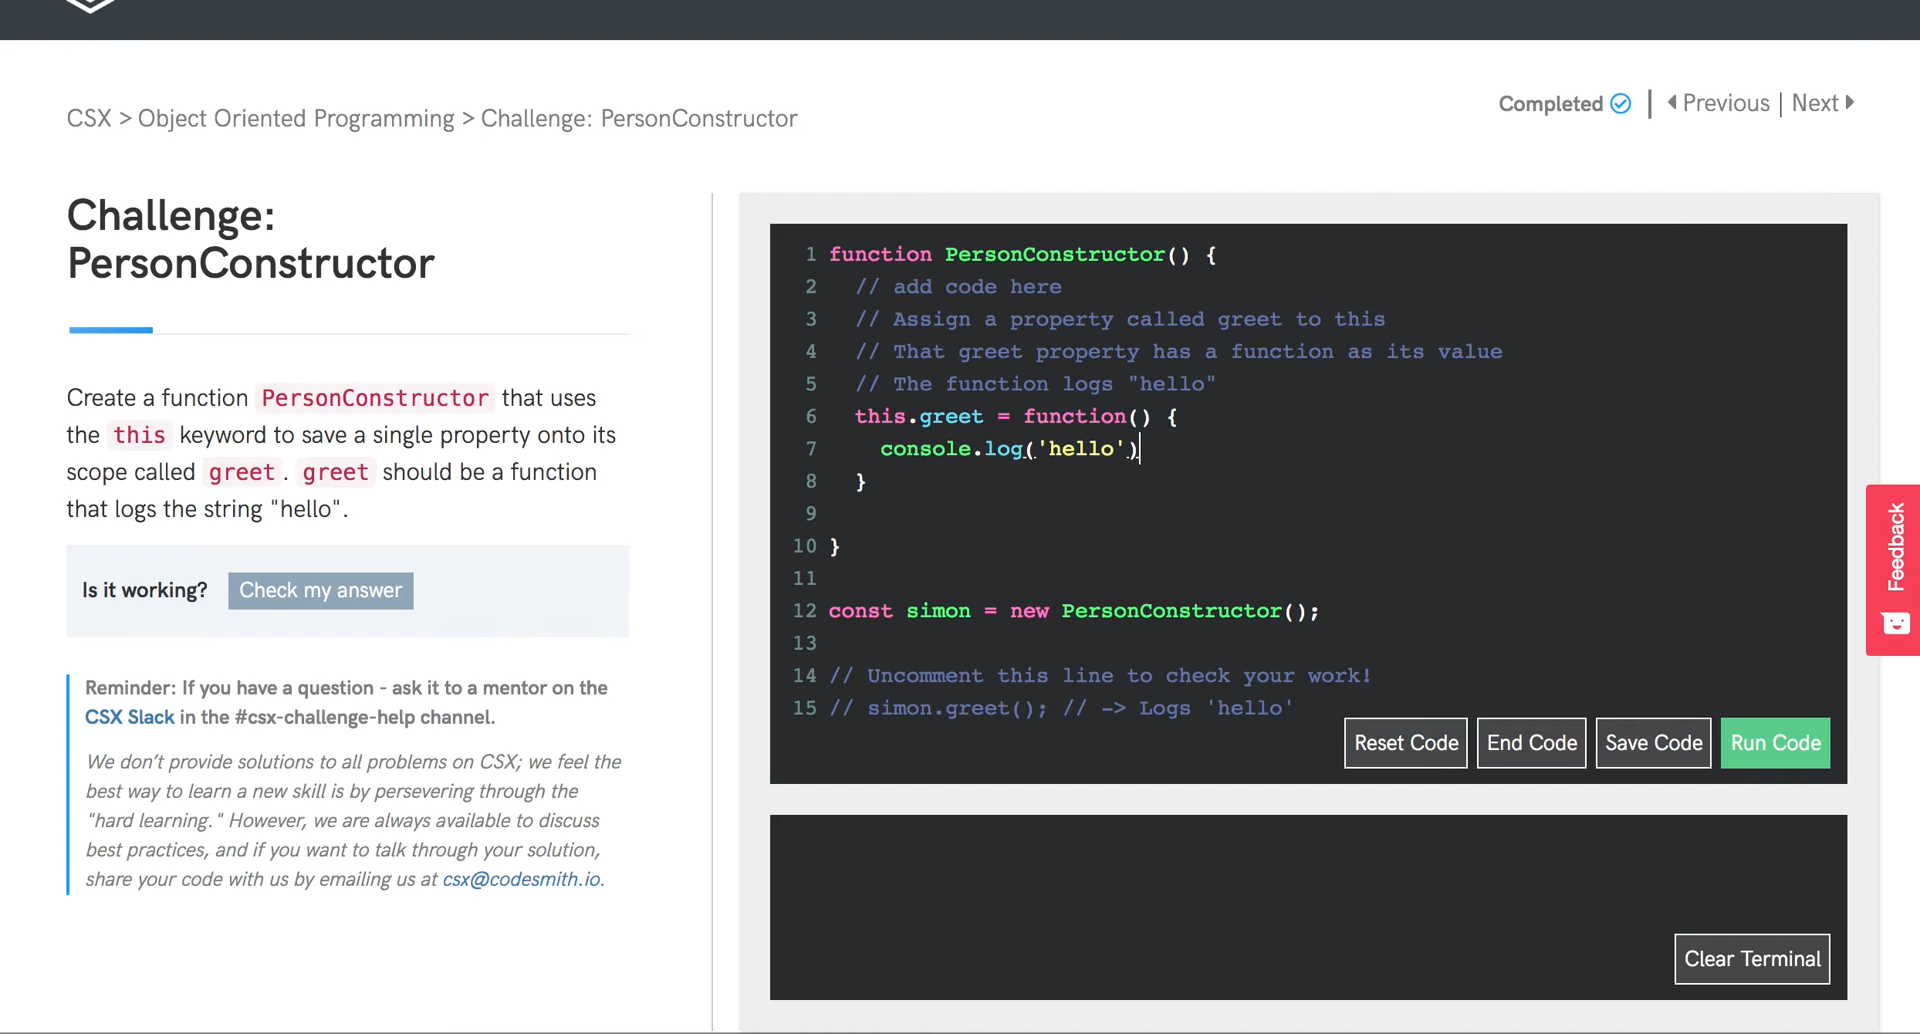 CSX > Object Oriented Programming > Challenge: PersonConstructor
Completed | Previous | Next
Challenge:
PersonConstructor
Create a function PersonConstructor that uses
the this keyword to save a single property onto its
scope called greet. greet should be a function
that logs the string "hello".
Is it working? Check my answer
Reminder: If you have a question - ask it to a mentor on the
CSX Slack in the #csx-challenge-help channel.
We don’t provide solutions to all problems on CSX; we feel the
best way to learn a new skill is by persevering through the
"hard learning." However, we are always available to discuss
best practices, and if you want to talk through your solution,
share your code with us by emailing us at csx@codesmith.io.
1 function PersonConstructor() {
2 // add code here
3 // Assign a property called greet to this
4 // That greet property has a function as its value
5 // The function logs "hello"
6 this.greet = function() {
7 console.log('hello')
8 }
9
10 }
11
12 const simon = new PersonConstructor();
13
14 // Uncomment this line to check your work!
15 // simon.greet(); // -> Logs 'hello'
Reset Code End Code Save Code Run Code
Clear Terminal
Feedback